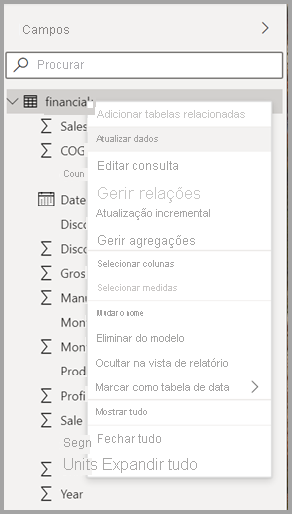 Campos
Procurar
financials
Adicionar tabelas relacionadas
Sales
Atualizar dados
COG
Editar consulta
Coun
Gerir relações
Date
Atualização incremental
Disco
Gerir agregações
Disco
Gros
Selecionar colunas
Manu
Selecionar medidas
Mon
Mudar o nome
Mon
Eliminar do modelo
Prod
Ocultar na vista de relatório
Profi
Marcar como tabela de data
Sale
Mostrar tudo
Segn
Fechar tudo
Units Expandir tudo
Year